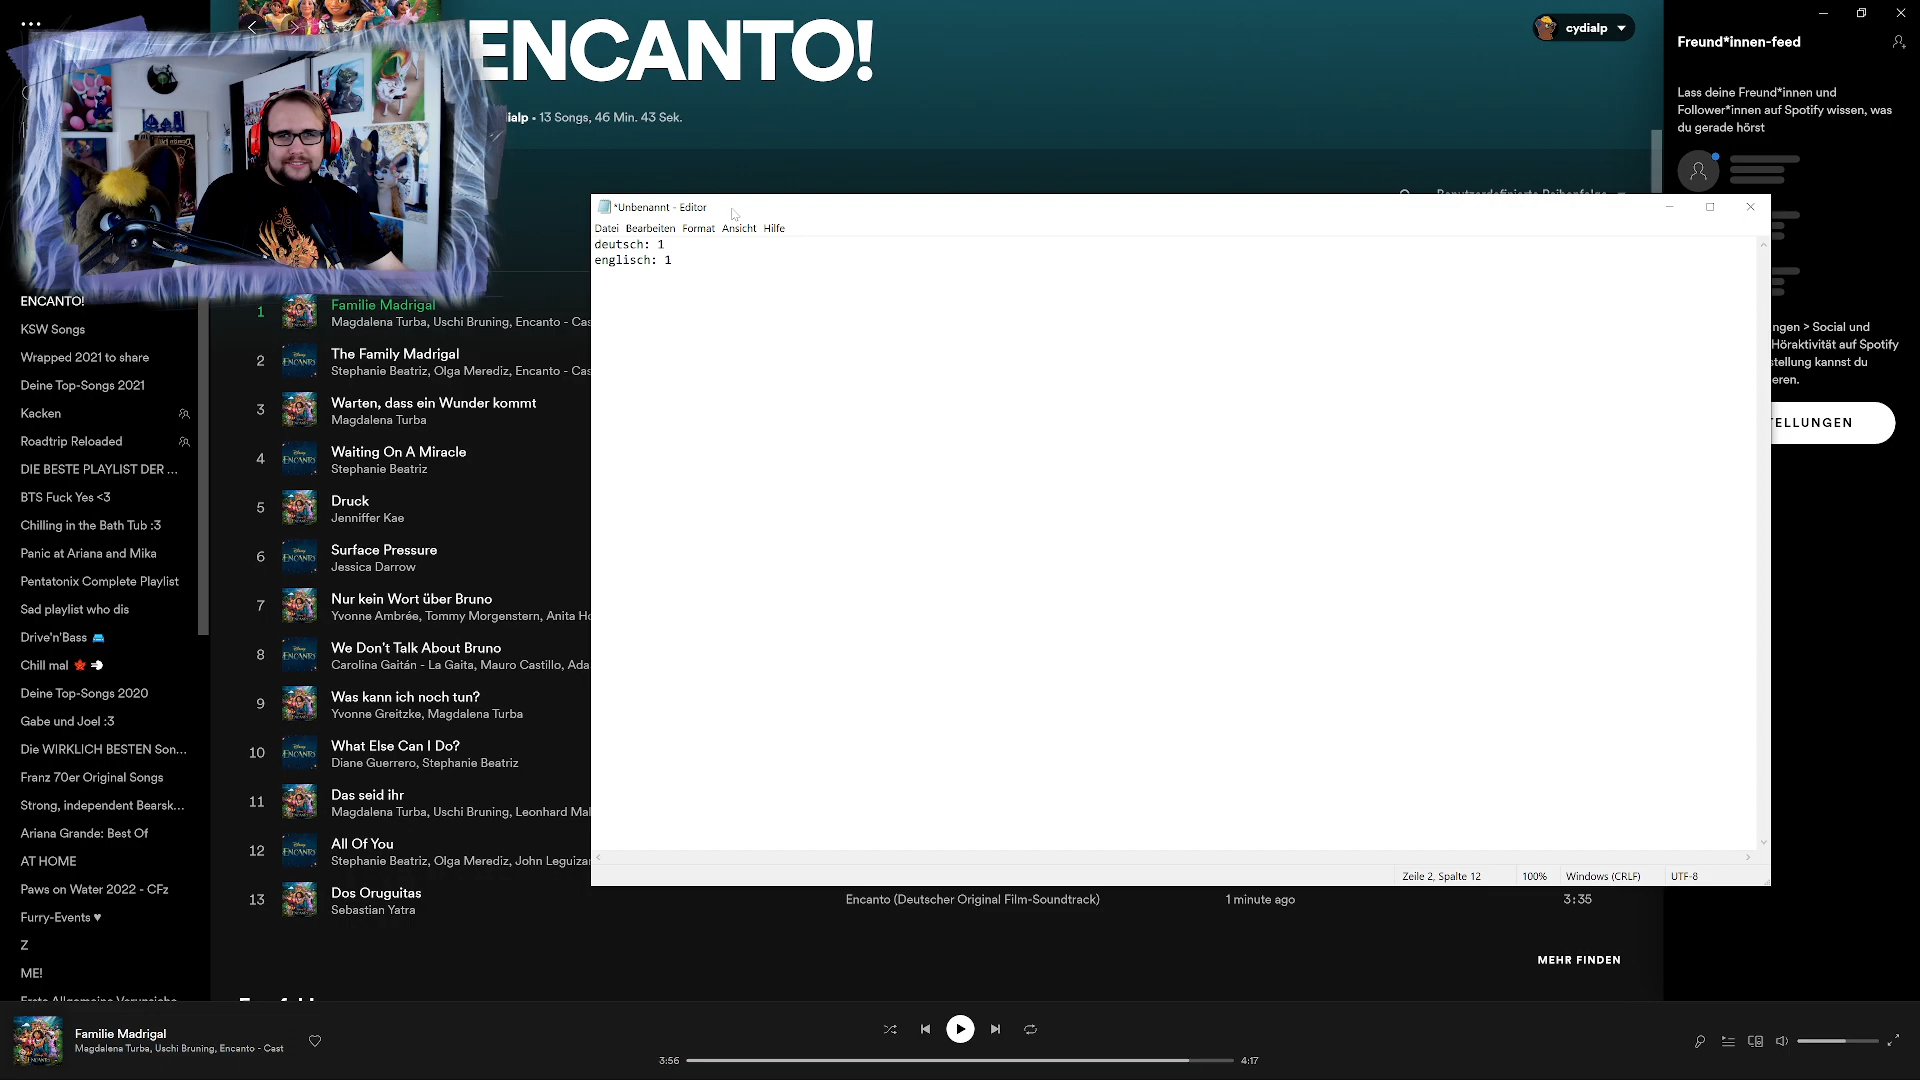 ENCANTO!
cydialp
ialp • 13 Songs, 46 Min. 43 Sek.
Freund*innen-feed
Lass deine Freund*innen und
Follower*innen auf Spotify wissen, was
du gerade hörst
ngen > Social und
Höraktivität auf Spotify
stellung kannst du
eren.
TELLUNGEN
Benutzerdefinierte Reihenfolge
*Unbenannt - Editor
Datei Bearbeiten Format Ansicht Hilfe
deutsch: 1
englisch: 1
Zeile 2, Spalte 12
100%
Windows (CRLF)
UTF-8
ENCANTO!
KSW Songs
Wrapped 2021 to share
Deine Top-Songs 2021
Kacken
Roadtrip Reloaded
DIE BESTE PLAYLIST DER ...
BTS Fuck Yes <3
Chilling in the Bath Tub :3
Panic at Ariana and Mika
Pentatonix Complete Playlist
Sad playlist who dis
Drive'n'Bass 🚙
Chill mal
Deine Top-Songs 2020
Gabe und Joel :3
Die WIRKLICH BESTEN Son...
Franz 70er Original Songs
Strong, independent Bearsk...
Ariana Grande: Best Of
AT HOME
Paws on Water 2022 - CFz
Furry-Events ♥
Z
ME!
1 Familie Madrigal
Magdalena Turba, Uschi Bruning, Encanto - Cas
2 The Family Madrigal
Stephanie Beatriz, Olga Merediz, Encanto - Cas
3 Warten, dass ein Wunder kommt
Magdalena Turba
4 Waiting On A Miracle
Stephanie Beatriz
5 Druck
Jenniffer Kae
6 Surface Pressure
Jessica Darrow
7 Nur kein Wort über Bruno
Yvonne Ambrée, Tommy Morgenstern, Anita Ho
8 We Don't Talk About Bruno
Carolina Gaitán - La Gaita, Mauro Castillo, Ada
9 Was kann ich noch tun?
Yvonne Greitzke, Magdalena Turba
10 What Else Can I Do?
Diane Guerrero, Stephanie Beatriz
11 Das seid ihr
Magdalena Turba, Uschi Bruning, Leonhard Mal
12 All Of You
Stephanie Beatriz, Olga Merediz, John Leguiza
13 Dos Oruguitas
Sebastian Yatra
Encanto (Deutscher Original Film-Soundtrack)
1 minute ago
3:35
MEHR FINDEN
Familie Madrigal
Magdalena Turba, Uschi Bruning, Encanto - Cast
3:56
4:17